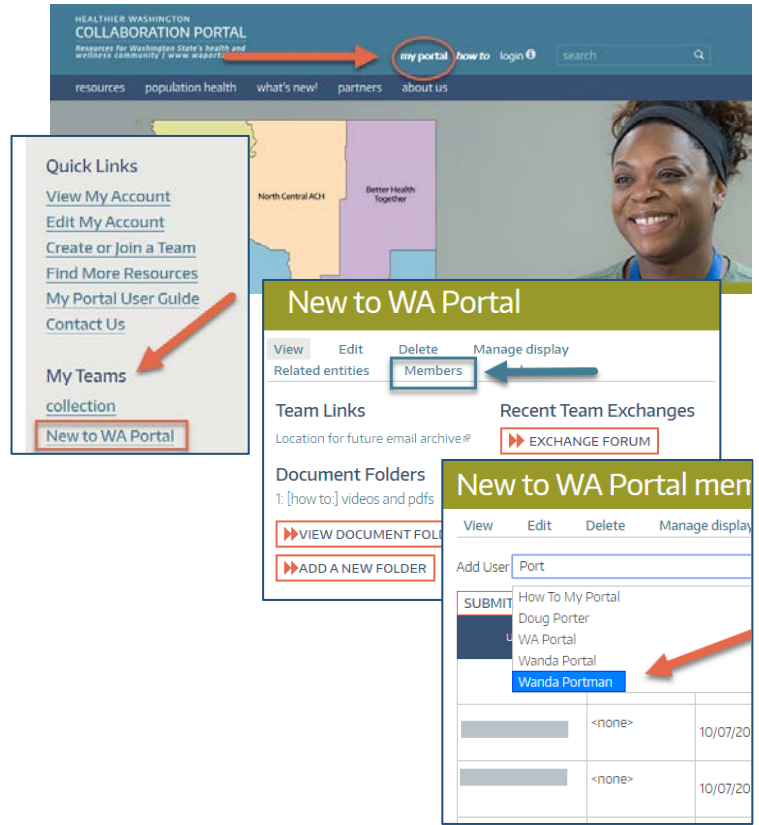 HEALTHIER WASHINGTON
COLLABORATION PORTAL
Resources for Washington State's health and
wellness community | www.waporta
my portal how to login search
resources population health what's new! partners about us
North Central ACH
Better Health
Together
Quick Links
View My Account
Edit My Account
Create or Join a Team
Find More Resources
My Portal User Guide
Contact Us
My Teams
collection
New to WA Portal
New to WA Portal
View Edit Delete Manage display
Related entities Members
Team Links
Location for future email archive
Recent Team Exchanges
EXCHANGE FORUM
Document Folders
1: [how to:] videos and pdfs
VIEW DOCUMENT FOL
ADD A NEW FOLDER
New to WA Portal mem
View Edit Delete Manage display
Add User Port
SUBMIT
How To My Portal
Doug Porter
WA Portal
Wanda Portal
Wanda Portman
<none> 10/07/20
<none> 10/07/20